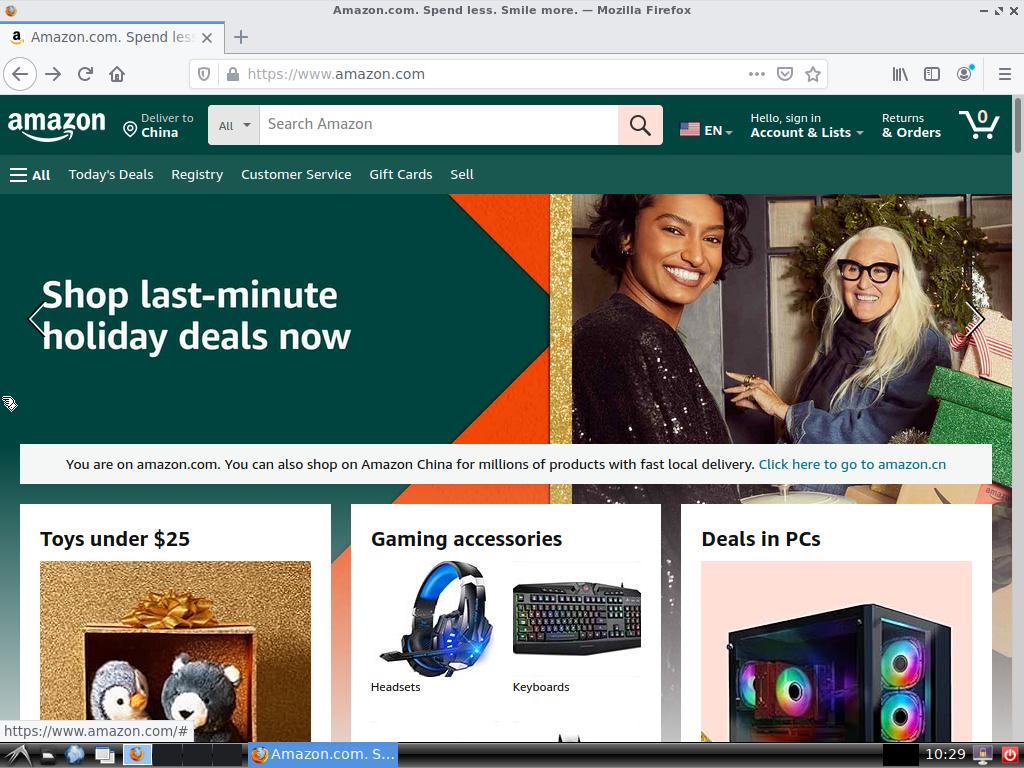 Amazon.com. Spend less. Smile more. — Mozilla Firefox
Amazon.com. Spend les
https://www.amazon.com
amazon
Deliver to
China
All
Search Amazon
EN
Hello, sign in
Account & Lists
Returns
& Orders
0
All
Today's Deals
Registry
Customer Service
Gift Cards
Sell
Shop last-minute
holiday deals now
You are on amazon.com. You can also shop on Amazon China for millions of products with fast local delivery. Click here to go to amazon.cn
Toys under $25
Gaming accessories
Deals in PCs
Headsets
Keyboards
https://www.amazon.com/#
Amazon.com. S...
10:29